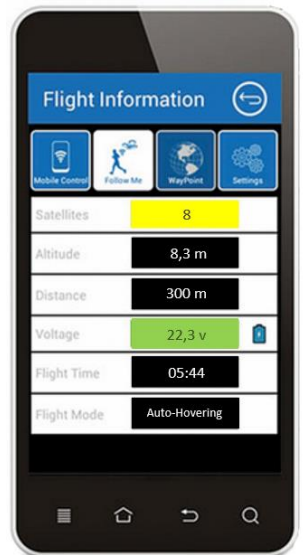 Flight Information
Mobile Control
Follow Me
WayPoint
Settings
Satellites 8
Altitude 8,3 m
Distance 300 m
Voltage 22,3 v
Flight Time 05:44
Flight Mode Auto-Hovering